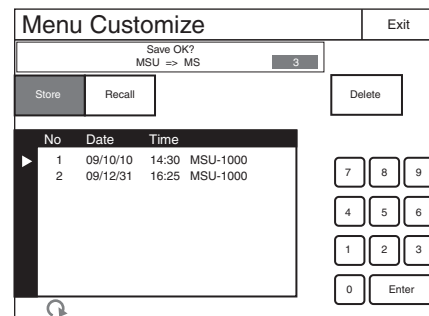 Menu Customize Exit
Save OK?
MSU => MS 3
Store Recall Delete
No Date Time
1 09/10/10 14:30 MSU-1000
2 09/12/31 16:25 MSU-1000
7 8 9
4 5 6
1 2 3
0 Enter